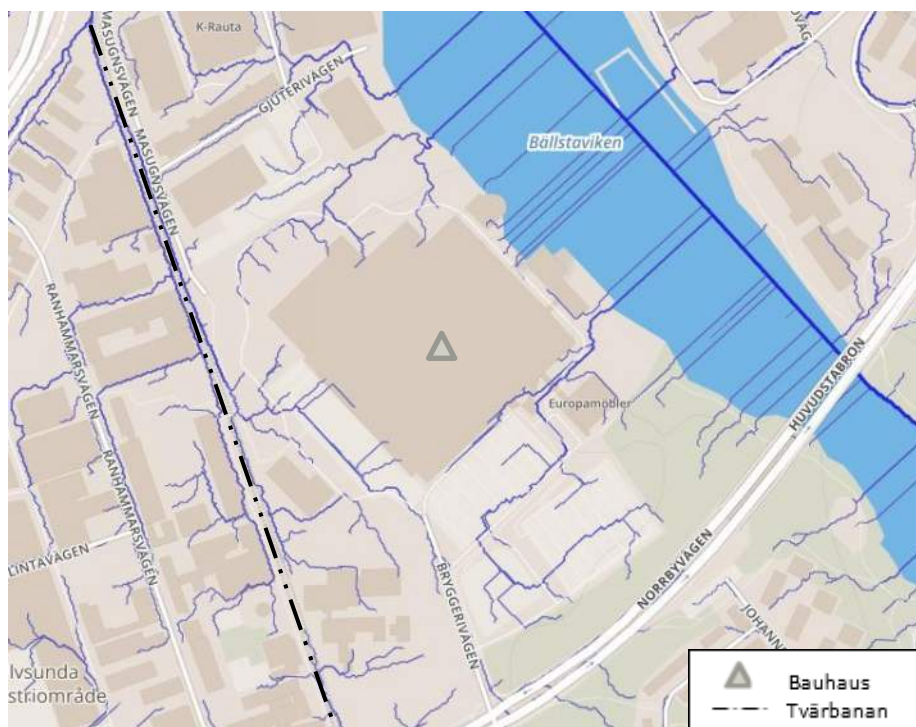 MASUGNSVÄGEN
K-Rauta
GJUTERIVÄGEN
MASUGNSVÄGEN
Bällstaviken
RANHAMMARSVÄGEN
HUVUDSTABRON
Europamöbler
RANHAMMARSVÄGEN
LINTAVÄGEN
BRYGGERIVÄGEN
NORRBYVÄGEN
lvsunda
striområde
Bauhaus
Tvärbanan